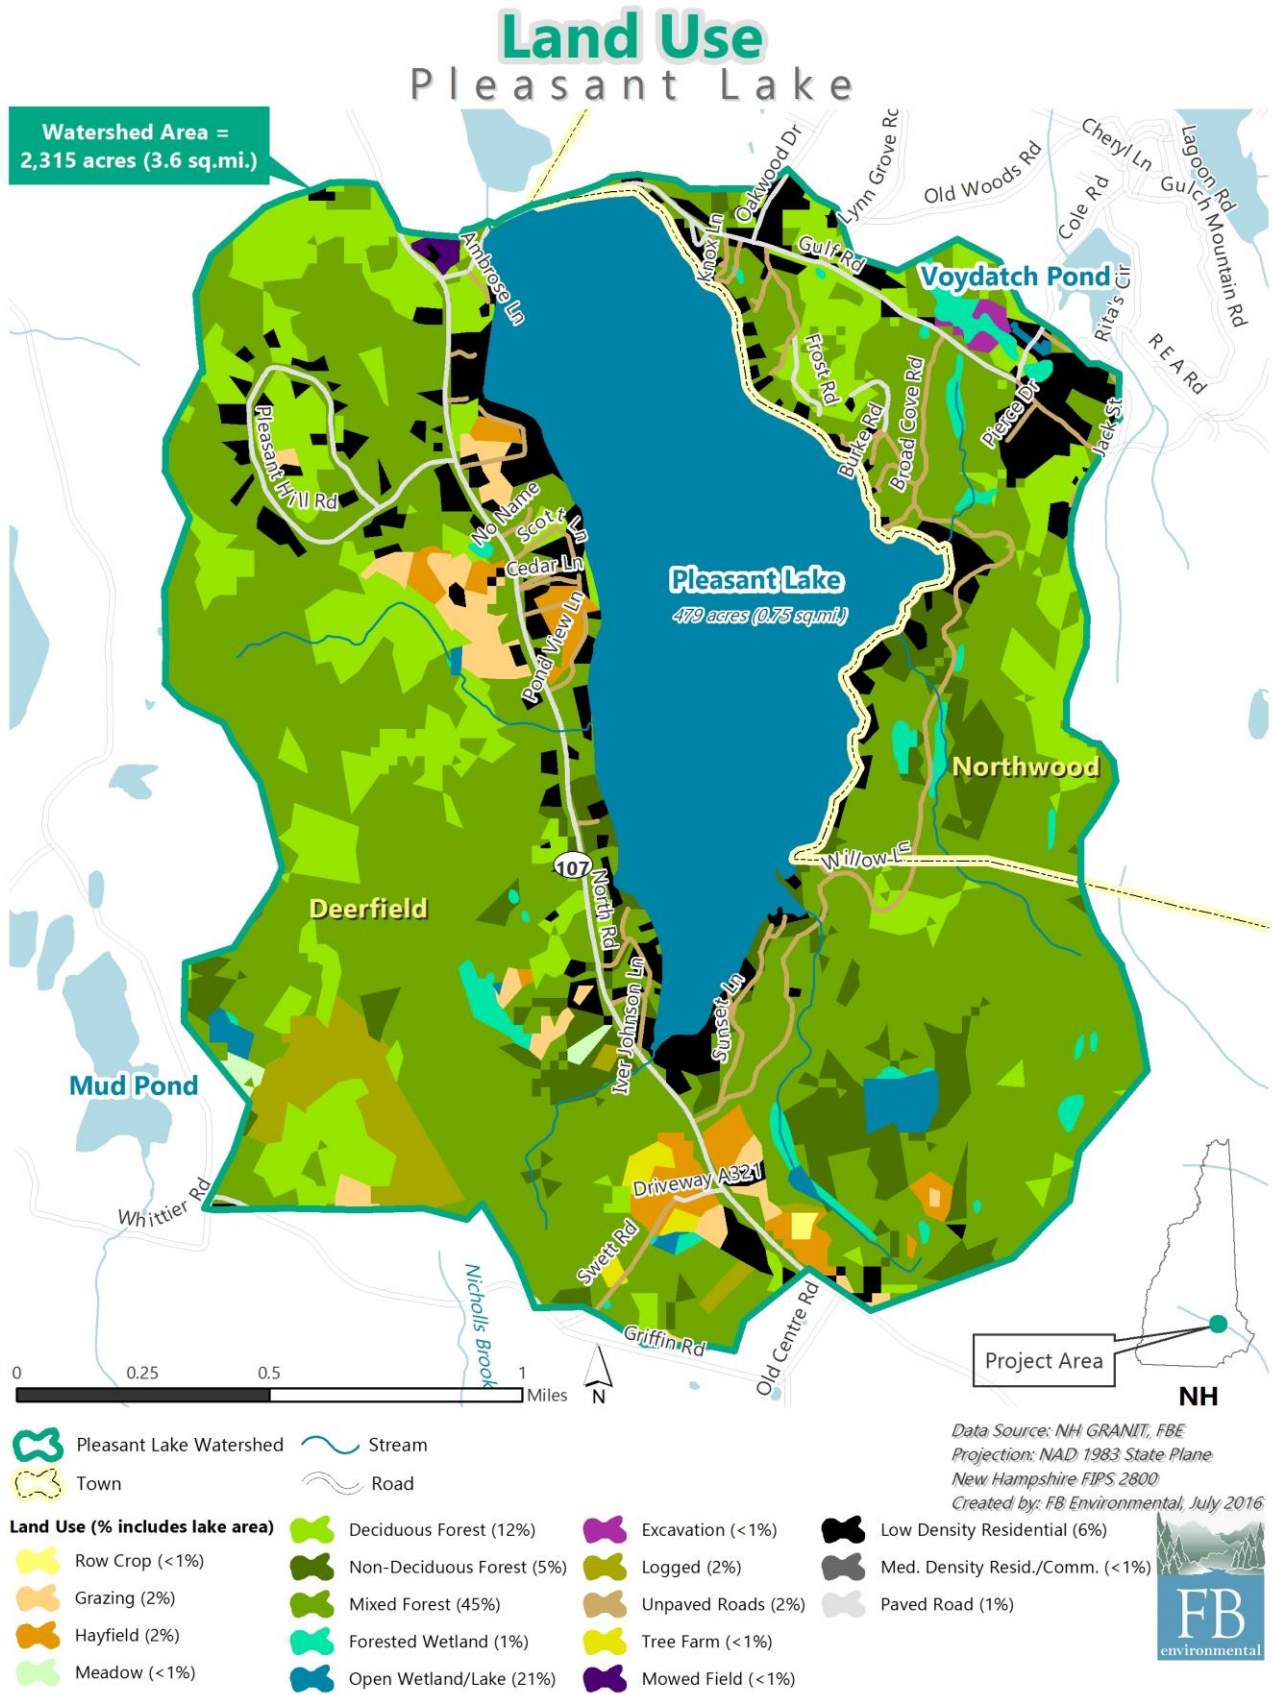 Land Use
Pleasant Lake
Watershed Area =
2,315 acres (3.6 sq.mi.)
Oakwood Dr
Lynn Grove Rd
Old Woods Rd
Cheryl Ln
Lagoon Rd
Gulch Mountain Rd
Cole Rd
Knox Ln
Gulf Rd
Ambrose Ln
Voydatch Pond
Rita's Cir
R E A Rd
Frost Rd
Broad Cove Rd
Burke Rd
Pierce Dr
Jack St
Pleasant Hill Rd
No Name
Scott Ln
Cedar Ln
Pond View Ln
Pleasant Lake
479 acres (0.75 sq.mi.)
Northwood
Willow Ln
107
North Rd
Deerfield
Iver Johnson Ln
Sunset Ln
Mud Pond
Driveway A321
Whittier Rd
Swett Rd
Nicholls Brook
Griffin Rd
Old Centre Rd
Project Area
NH
0 0.25 0.5 1
Miles
N
Pleasant Lake Watershed
Stream
Town
Road
Data Source: NH GRANIT, FBE
Projection: NAD 1983 State Plane
New Hampshire FIPS 2800
Created by: FB Environmental, July 2016
Land Use (% includes lake area)
Row Crop (<1%)
Grazing (2%)
Hayfield (2%)
Meadow (<1%)
Deciduous Forest (12%)
Non-Deciduous Forest (5%)
Mixed Forest (45%)
Forested Wetland (1%)
Open Wetland/Lake (21%)
Excavation (<1%)
Logged (2%)
Unpaved Roads (2%)
Tree Farm (<1%)
Mowed Field (<1%)
Low Density Residential (6%)
Med. Density Resid./Comm. (<1%)
Paved Road (1%)
FB
environmental